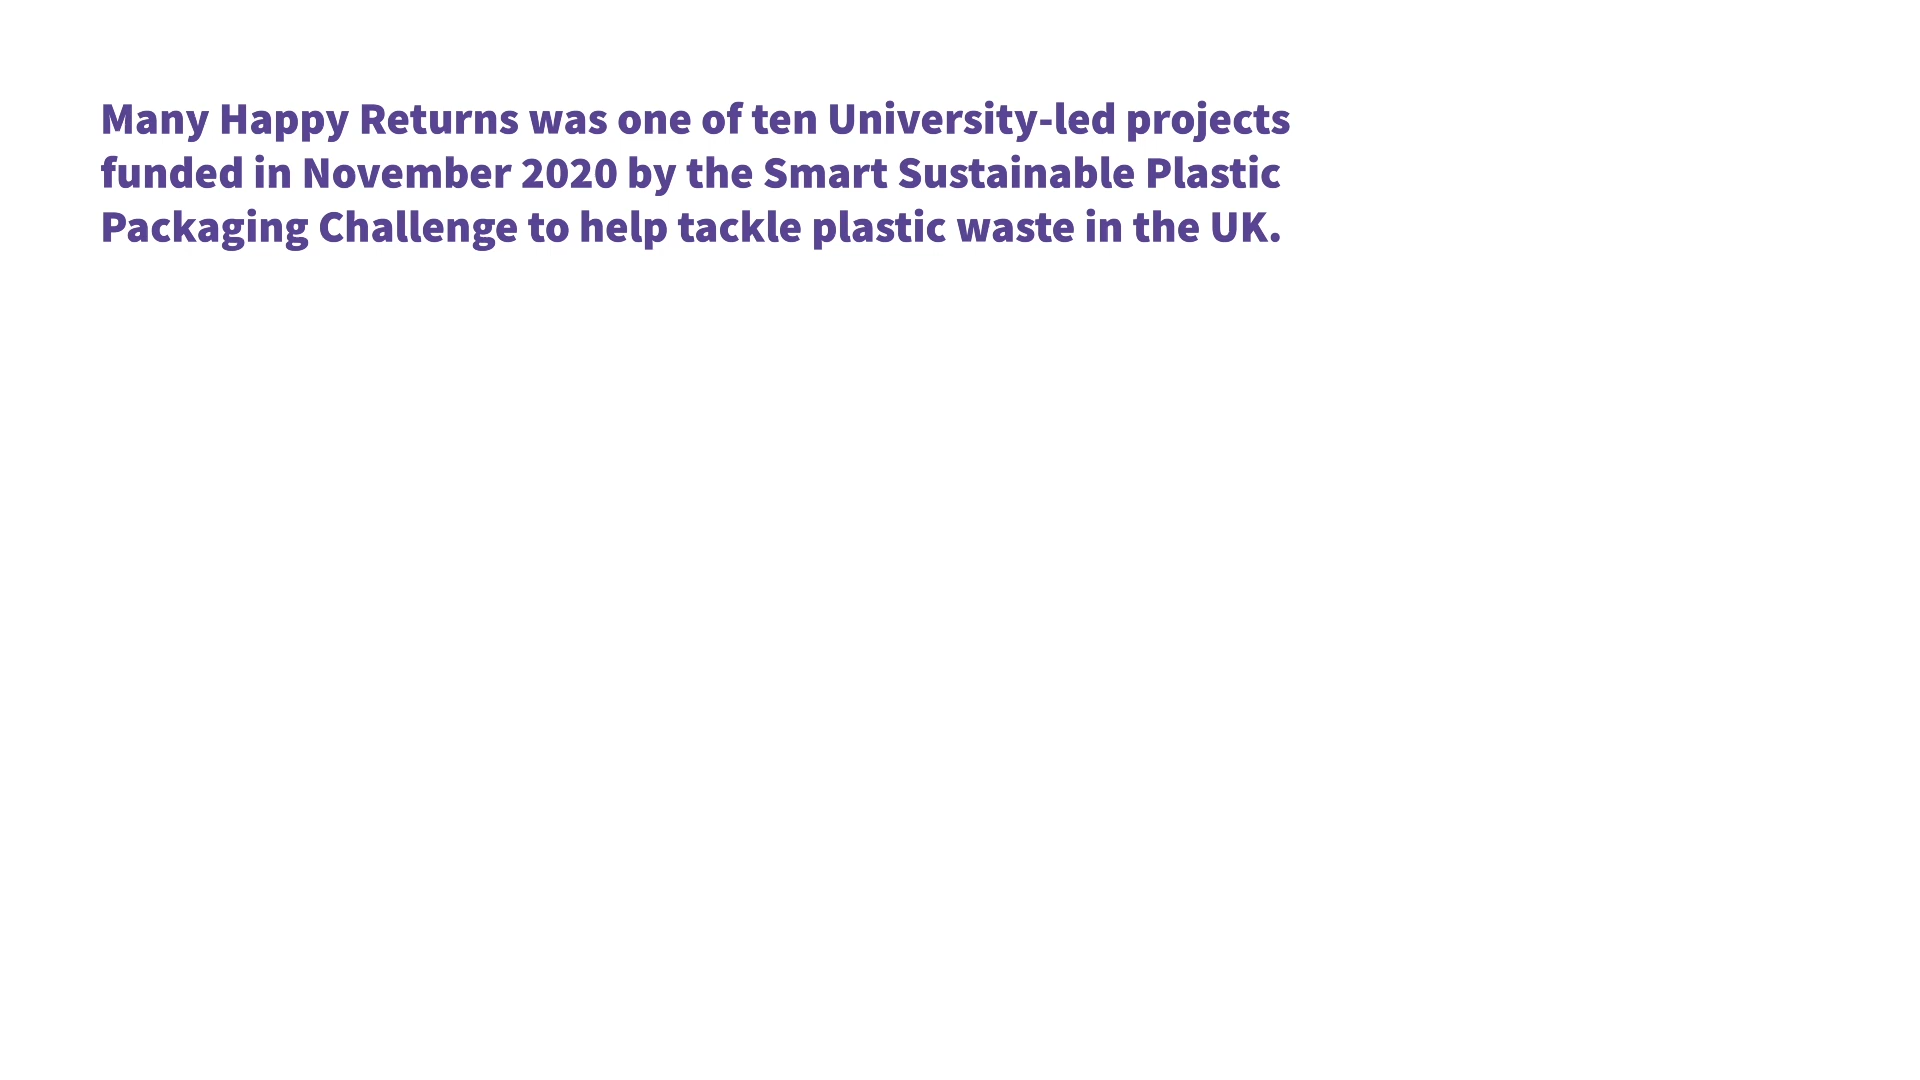 Many Happy Returns was one of ten University-led projects
funded in November 2020 by the Smart Sustainable Plastic
Packaging Challenge to help tackle plastic waste in the UK.